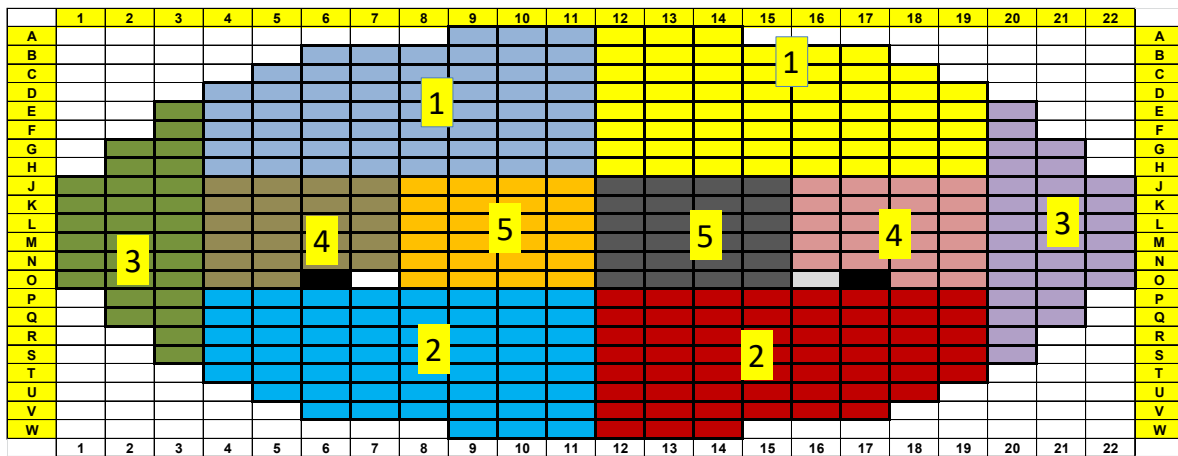 1 2 3 4 5 6 7 8 9 10 11 12 13 14 15 16 17 18 19 20 21 22
A A
B 1 B
C C
D 1 D
E E
F F
G G
H H
J J
K K
L 5 3 L
M 4 5 4 M
N 3 N
O O
P P
Q Q
R R
S 2 2 S
T T
U U
V V
W W
1 2 3 4 5 6 7 8 9 10 11 12 13 14 15 16 17 18 19 20 21 22